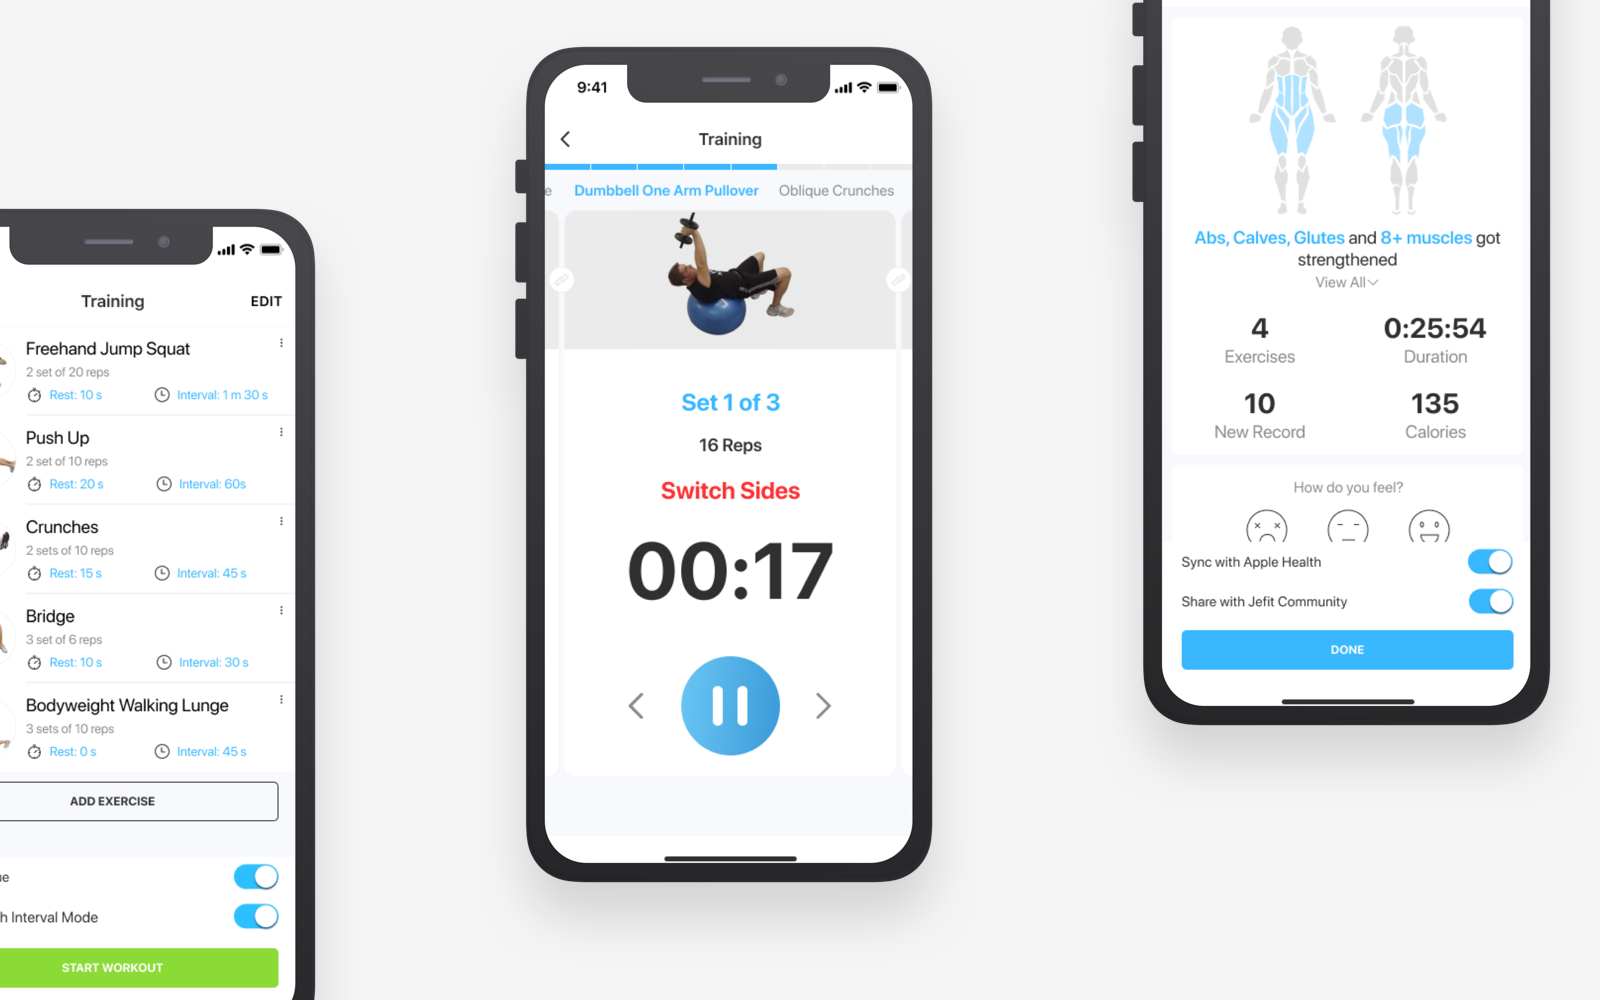 Training
EDIT
Freehand Jump Squat
2 set of 20 reps
Rest: 10 s
Interval: 1 m 30 s
Push Up
2 set of 10 reps
Rest: 20 s
Interval: 60s
Crunches
2 sets of 10 reps
Rest: 15 s
Interval: 45 s
Bridge
3 set of 6 reps
Rest: 10 s
Interval: 30 s
Bodyweight Walking Lunge
3 sets of 10 reps
Rest: 0 s
Interval: 45 s
ADD EXERCISE
Interval Mode
START WORKOUT
9:41
Training
Dumbbell One Arm Pullover
Oblique Crunches
Set 1 of 3
16 Reps
Switch Sides
00:17
Abs, Calves, Glutes and 8+ muscles got
strengthened
View All
4
0:25:54
Exercises
Duration
10
135
New Record
Calories
How do you feel?
Sync with Apple Health
Share with Jefit Community
DONE